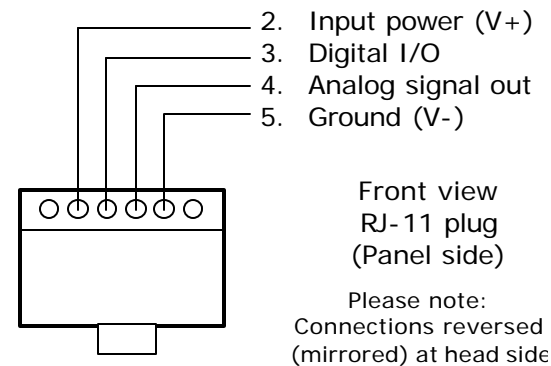 2. Input power (V+)
3. Digital I/O
4. Analog signal out
5. Ground (V-)
Front view
RJ-11 plug
(Panel side)
Please note:
Connections reversed
(mirrored) at head side